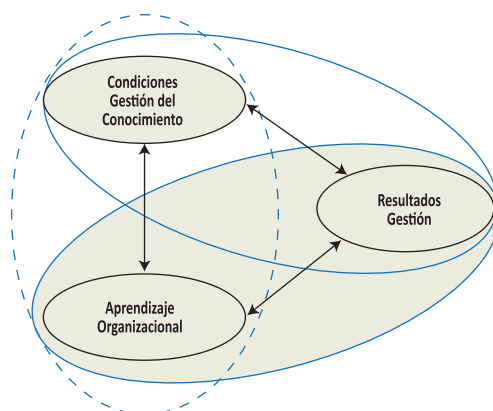 Condiciones
Gestión del
Conocimiento
Resultados
Gestión
Aprendizaje
Organizacional